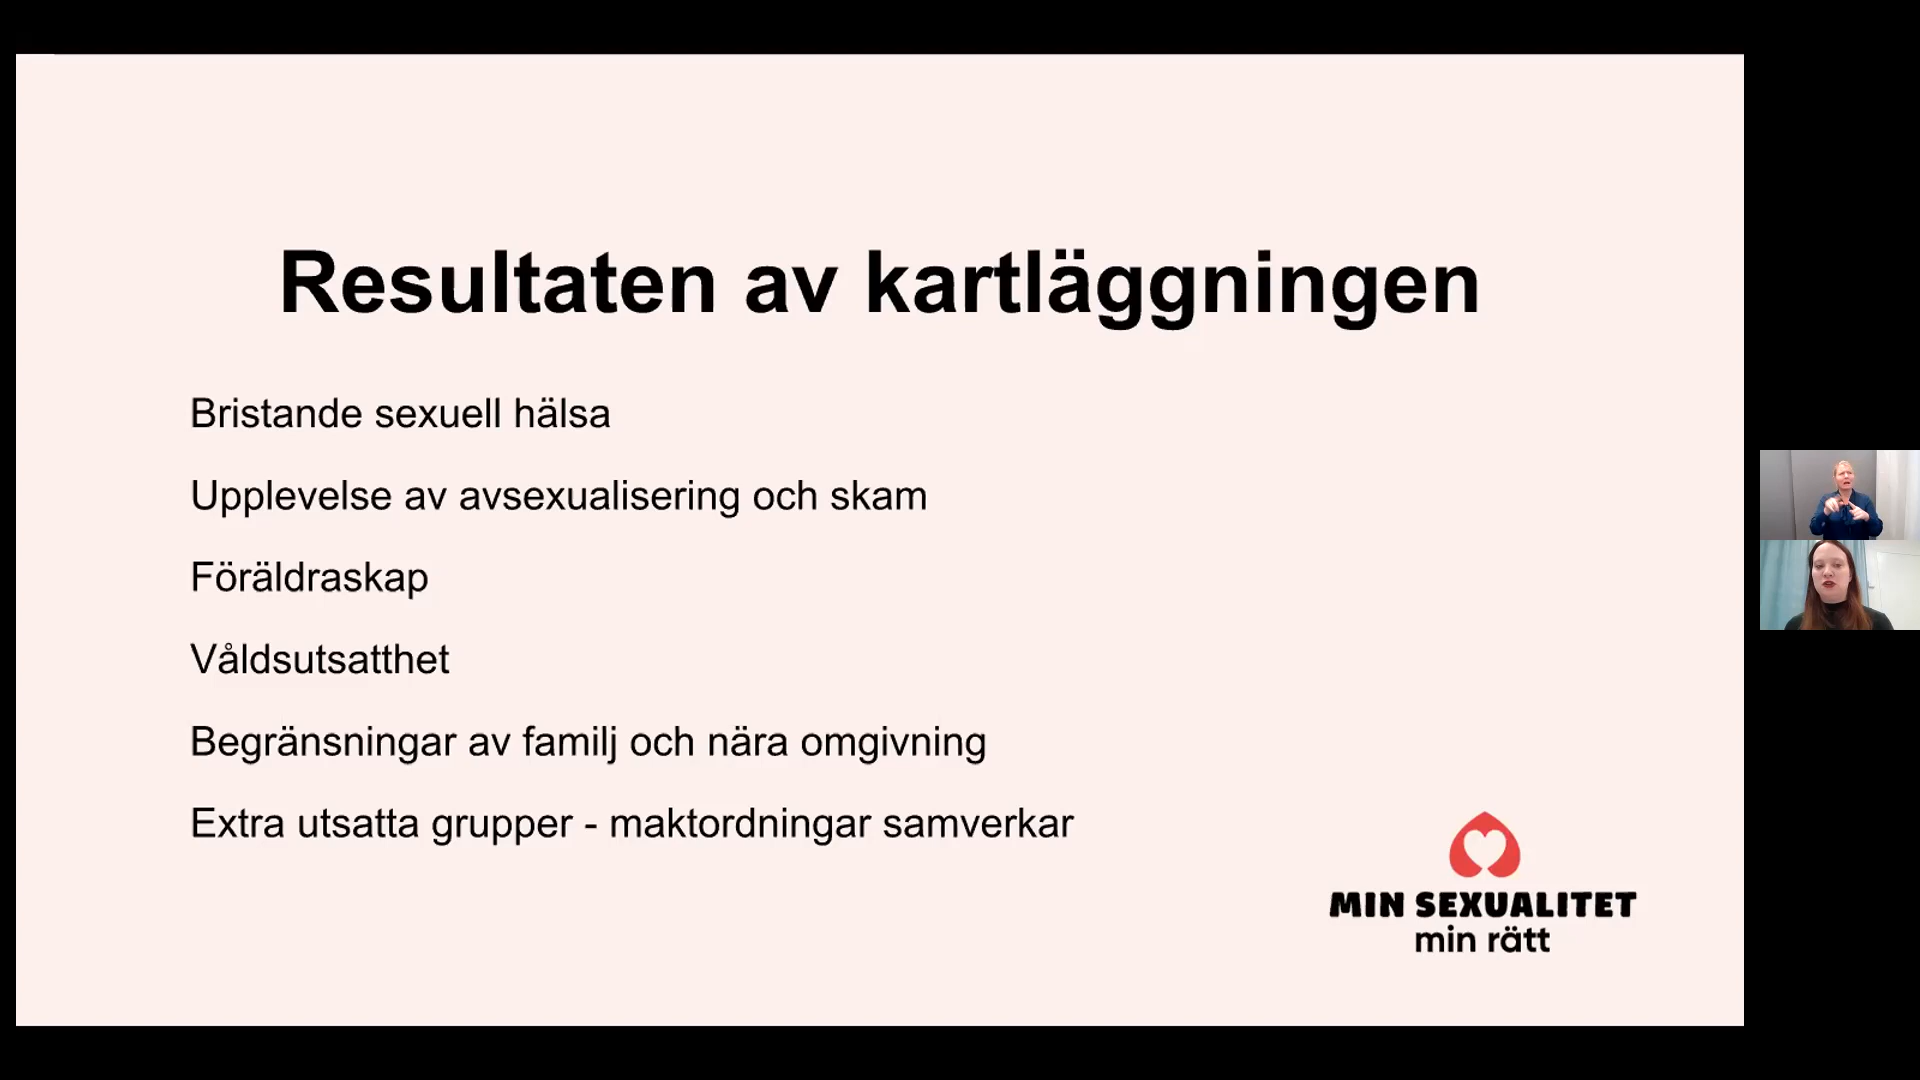 Resultaten av kartläggningen
Bristande sexuell hälsa
Upplevelse av avsexualisering och skam
Föräldraskap
Våldsutsatthet
Begränsningar av familj och nära omgivning
Extra utsatta grupper - maktordningar samverkar
MIN SEXUALITET
min rätt